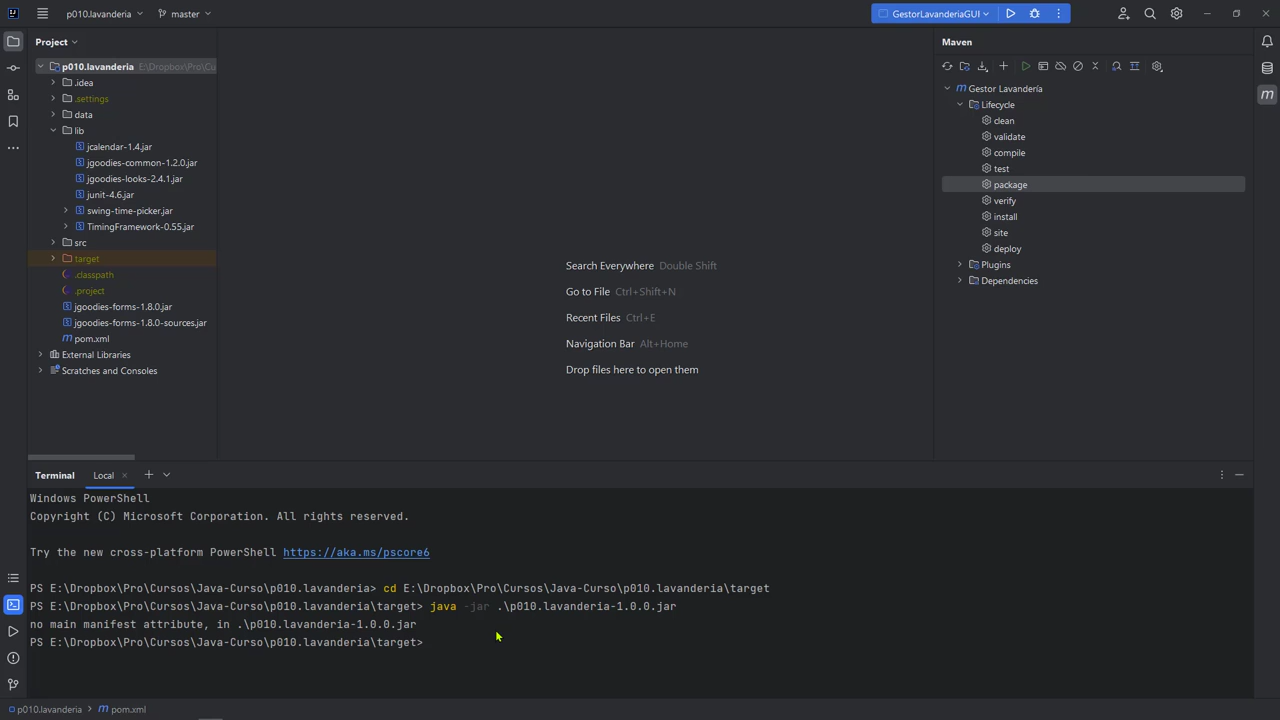 p010.lavanderia
master
GestorLavanderiaGUI
Project
p010.lavanderia E:\Dropbox\Pro\Cu
.idea
.settings
data
lib
jcalendar-1.4.jar
jgoodies-common-1.2.0.jar
jgoodies-looks-2.4.1.jar
junit-4.6.jar
swing-time-picker.jar
TimingFramework-0.55.jar
src
target
.classpath
.project
jgoodies-forms-1.8.0.jar
jgoodies-forms-1.8.0-sources.jar
pom.xml
External Libraries
Scratches and Consoles
Search Everywhere Double Shift
Go to File Ctrl+Shift+N
Recent Files Ctrl+E
Navigation Bar Alt+Home
Drop files here to open them
Maven
Gestor Lavandería
Lifecycle
clean
validate
compile
test
package
verify
install
site
deploy
Plugins
Dependencies
m
Terminal
Local
Windows PowerShell
Copyright (C) Microsoft Corporation. All rights reserved.
Try the new cross-platform PowerShell https://aka.ms/pscore6
PS E:\Dropbox\Pro\Cursos\Java-Curso\p010.lavanderia> cd E:\Dropbox\Pro\Cursos\Java-Curso\p010.lavanderia\target
PS E:\Dropbox\Pro\Cursos\Java-Curso\p010.lavanderia\target> java -jar .\p010.lavanderia-1.0.0.jar
no main manifest attribute, in .\p010.lavanderia-1.0.0.jar
PS E:\Dropbox\Pro\Cursos\Java-Curso\p010.lavanderia\target>
p010.lavanderia > pom.xml